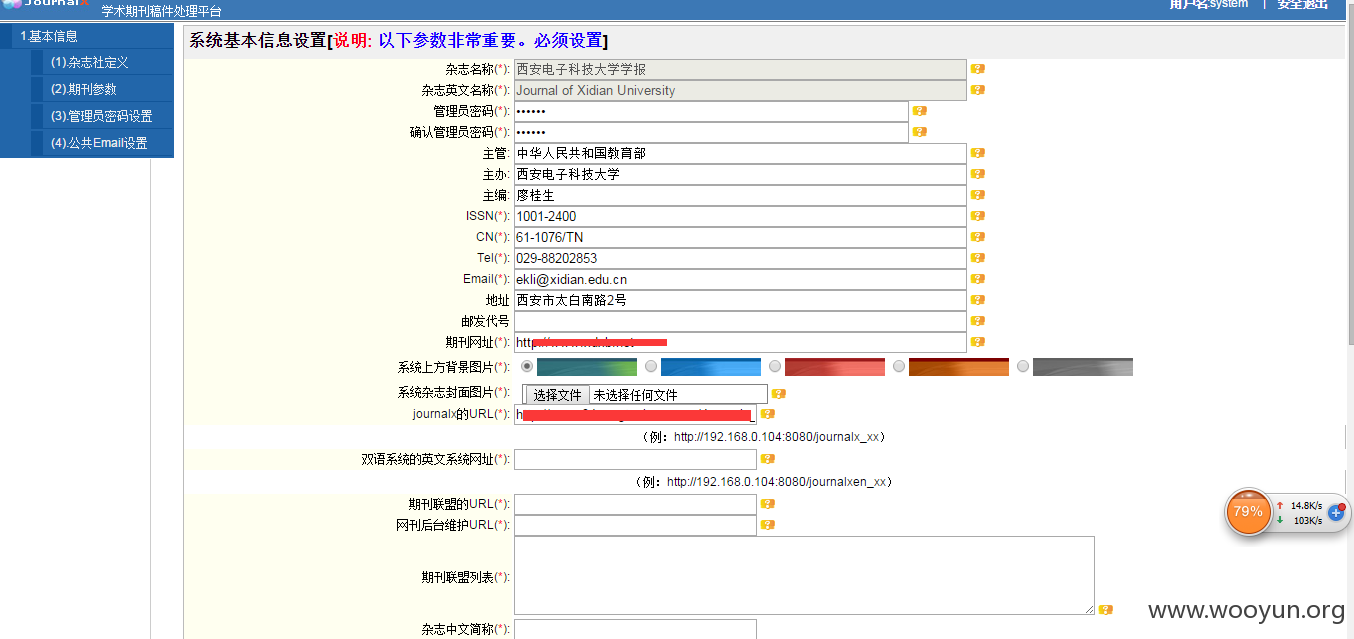 JournalX 学术期刊稿件处理平台 用户名:system | 安全退出
1基本信息
(1).杂志社定义
(2).期刊参数
(3).管理员密码设置
(4).公共Email设置
系统基本信息设置[说明: 以下参数非常重要。必须设置]
杂志名称(*): 西安电子科技大学学报
杂志英文名称(*): Journal of Xidian University
管理员密码(*): ••••••
确认管理员密码(*): ••••••
主管: 中华人民共和国教育部
主办: 西安电子科技大学
主编: 廖桂生
ISSN(*): 1001-2400
CN(*): 61-1076/TN
Tel(*): 029-88202853
Email(*): ekli@xidian.edu.cn
地址 西安市太白南路2号
邮发代号
期刊网址(*): http
系统上方背景图片(*):
系统杂志封面图片(*): 选择文件 未选择任何文件
journalx的URL(*):
（例：http://192.168.0.104:8080/journalx_xx）
双语系统的英文系统网址(*):
（例：http://192.168.0.104:8080/journalxen_xx）
期刊联盟的URL(*):
网刊后台维护URL(*):
期刊联盟列表(*):
杂志中文简称(*):
79%
14.8K/s
103K/s
www.wooyun.org